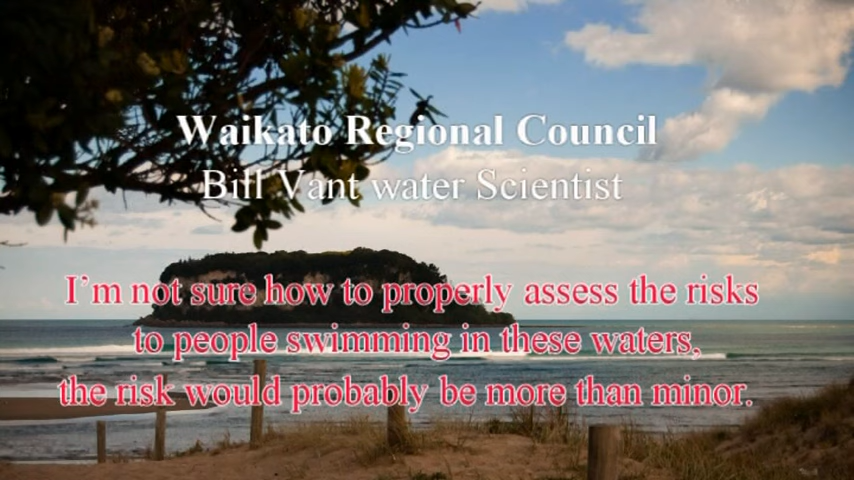 Waikato Regional Council
Bill Vant water Scientist
I'm not sure how to properly assess the risks
to people swimming in these waters,
the risk would probably be more than minor.